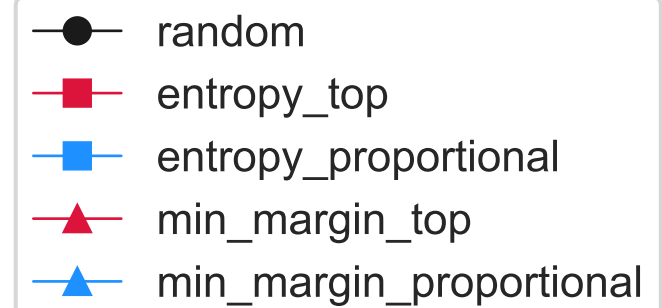 random
entropy_top
entropy_proportional
min_margin_top
min_margin_proportional